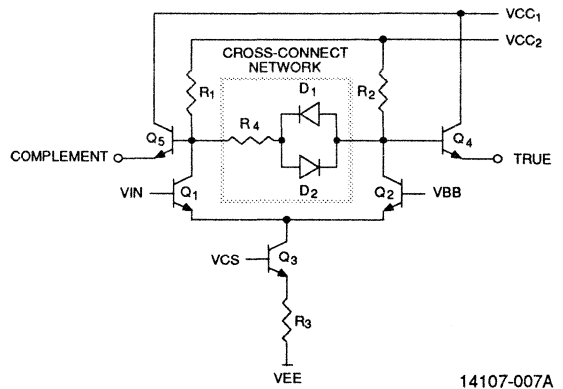 VCC1
VCC2
CROSS-CONNECT
NETWORK
D1
R1
R2
R4
Q5
Q4
COMPLEMENT
TRUE
D2
VIN
Q1
Q2
VBB
VCS
Q3
R3
VEE
14107-007A